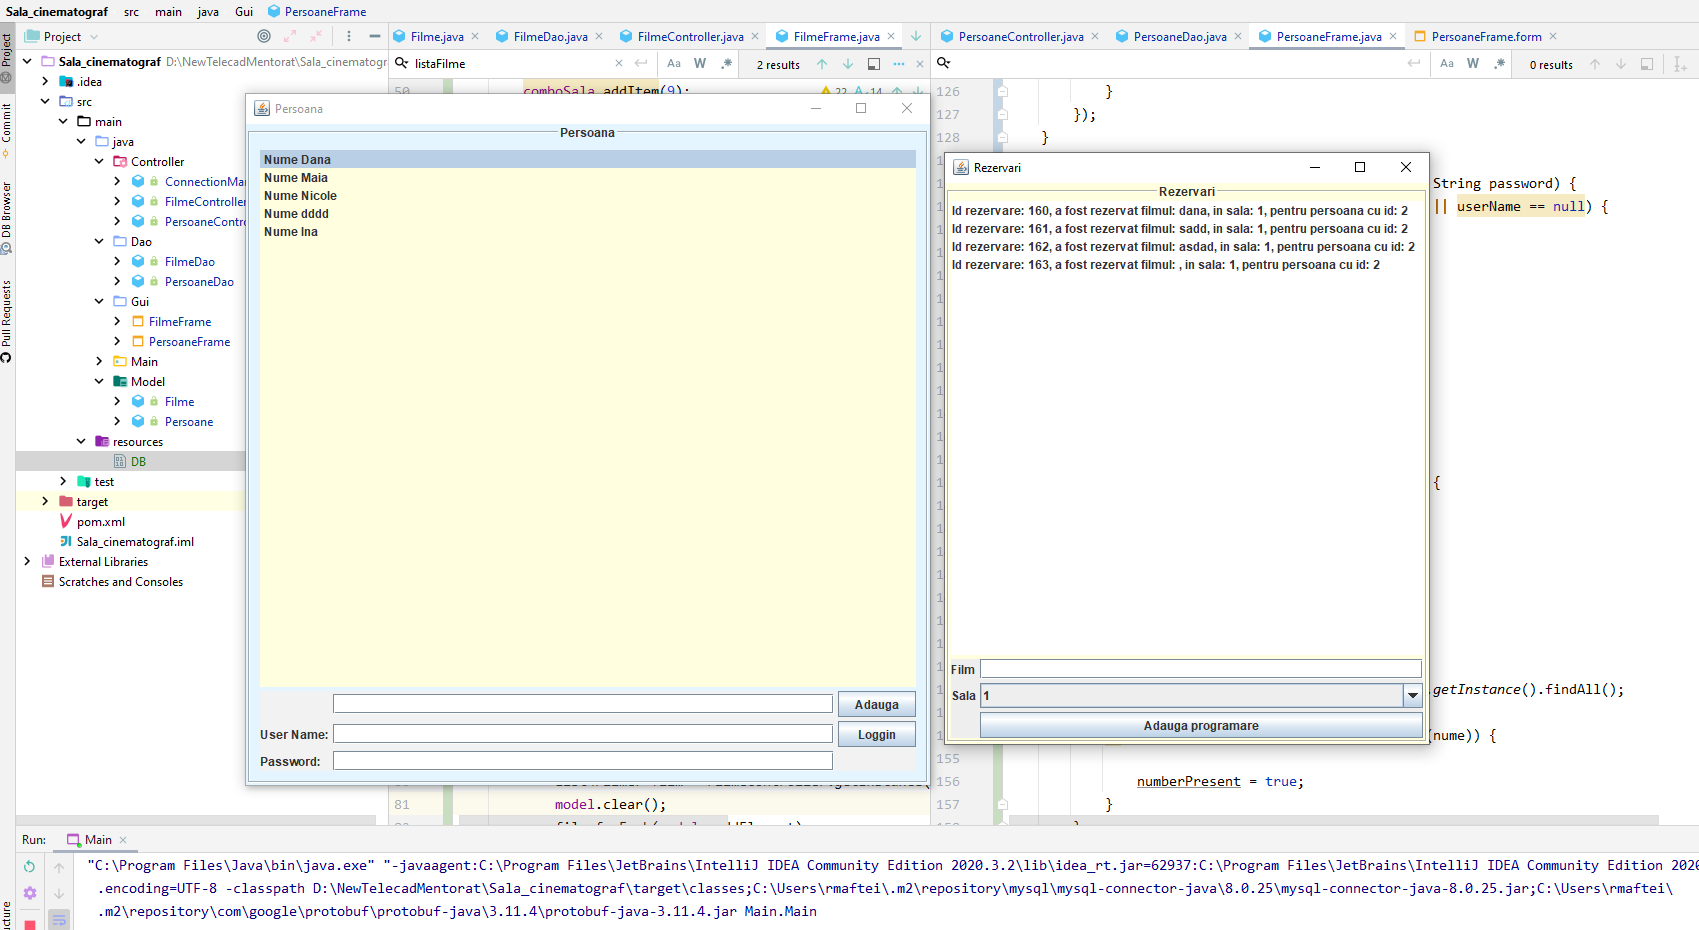 Sala_cinematograf src main java Gui PersoaneFrame
Project
Filme.java FilmeDao.java FilmeController.java FilmeFrame.java PersoaneController.java PersoaneDao.java PersoaneFrame.java PersoaneFrame.form
listaFilme Aa W .* 2 results Aa W .* 0 results
Project
Commit
DB Browser
Pull Requests
Sala_cinematograf D:\NewTelecadMentorat\Sala_cinematogr
.idea
src
main
java
Controller
ConnectionMa
FilmeController
PersoaneContro
Dao
FilmeDao
PersoaneDao
Gui
FilmeFrame
PersoaneFrame
Main
Model
Filme
Persoane
resources
DB
test
target
pom.xml
Sala_cinematograf.iml
External Libraries
Scratches and Consoles
50 comboSala.addItem(9); 22 14
Persoana
Persoana
Nume Dana
Nume Maia
Nume Nicole
Nume dddd
Nume Ina
Adauga
User Name: Loggin
Password:
81 model.clear();
126 }
127 });
128 }
String password) {
|| userName == null) {
{
.getInstance().findAll();
(nume)) {
155
156 numberPresent = true;
157 }
Rezervari
Rezervari
Id rezervare: 160, a fost rezervat filmul: dana, in sala: 1, pentru persoana cu id: 2
Id rezervare: 161, a fost rezervat filmul: sadd, in sala: 1, pentru persoana cu id: 2
Id rezervare: 162, a fost rezervat filmul: asdad, in sala: 1, pentru persoana cu id: 2
Id rezervare: 163, a fost rezervat filmul: , in sala: 1, pentru persoana cu id: 2
Film
Sala 1
Adauga programare
Run: Main
"C:\Program Files\Java\bin\java.exe" "-javaagent:C:\Program Files\JetBrains\IntelliJ IDEA Community Edition 2020.3.2\lib\idea_rt.jar=62937:C:\Program Files\JetBrains\IntelliJ IDEA Community Edition 202
.encoding=UTF-8 -classpath D:\NewTelecadMentorat\Sala_cinematograf\target\classes;C:\Users\rmaftei\.m2\repository\mysql\mysql-connector-java\8.0.25\mysql-connector-java-8.0.25.jar;C:\Users\rmaftei\
.m2\repository\com\google\protobuf\protobuf-java\3.11.4\protobuf-java-3.11.4.jar Main.Main